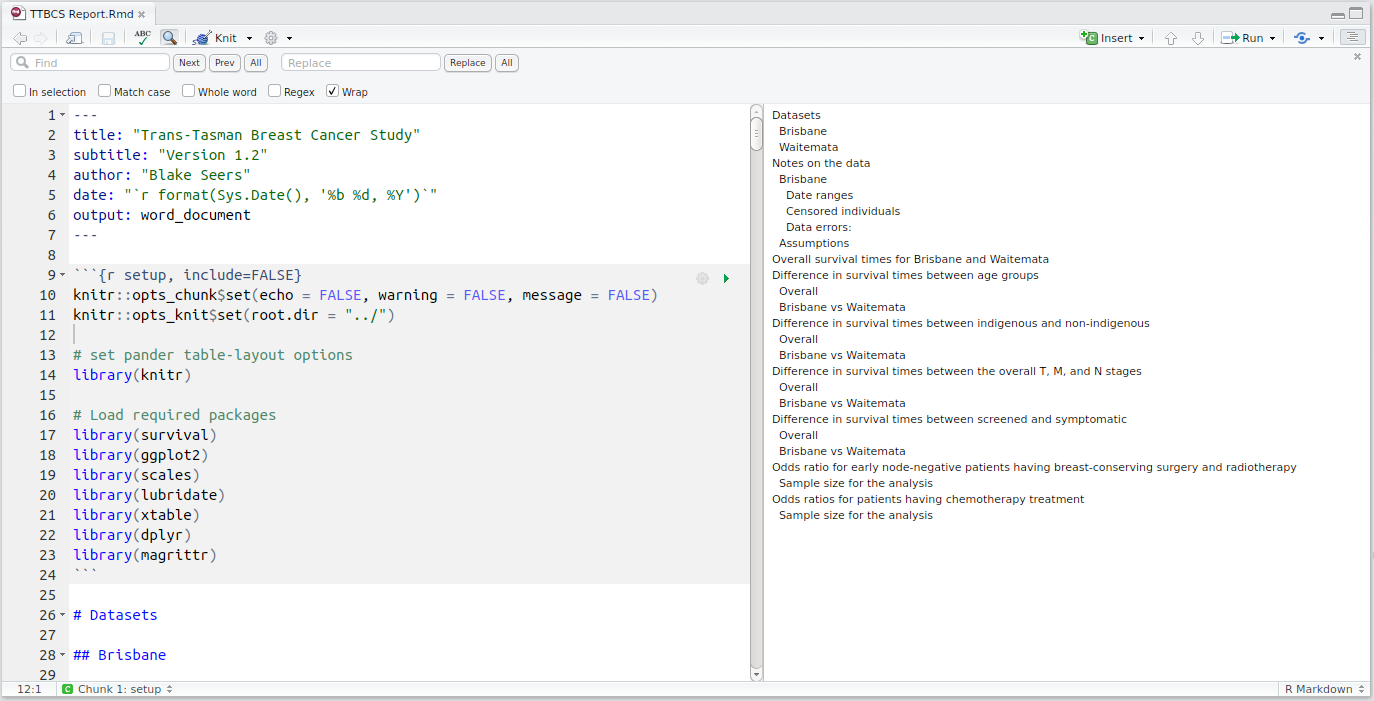 TTBCS Report.Rmd
ABC
Knit
Insert
Run
Find
Next
Prev
All
Replace
Replace
All
In selection
Match case
Whole word
Regex
Wrap
1 ---
2 title: "Trans-Tasman Breast Cancer Study"
3 subtitle: "Version 1.2"
4 author: "Blake Seers"
5 date: "`r format(Sys.Date(), '%b %d, %Y')`"
6 output: word_document
7 ---
8
9 ```{r setup, include=FALSE}
10 knitr::opts_chunk$set(echo = FALSE, warning = FALSE, message = FALSE)
11 knitr::opts_knit$set(root.dir = "../")
12
13 # set pander table-layout options
14 library(knitr)
15
16 # Load required packages
17 library(survival)
18 library(ggplot2)
19 library(scales)
20 library(lubridate)
21 library(xtable)
22 library(dplyr)
23 library(magrittr)
24 ```
25
26 # Datasets
27
28 ## Brisbane
29
Datasets
Brisbane
Waitemata
Notes on the data
Brisbane
Date ranges
Censored individuals
Data errors:
Assumptions
Overall survival times for Brisbane and Waitemata
Difference in survival times between age groups
Overall
Brisbane vs Waitemata
Difference in survival times between indigenous and non-indigenous
Overall
Brisbane vs Waitemata
Difference in survival times between the overall T, M, and N stages
Overall
Brisbane vs Waitemata
Difference in survival times between screened and symptomatic
Overall
Brisbane vs Waitemata
Odds ratio for early node-negative patients having breast-conserving surgery and radiotherapy
Sample size for the analysis
Odds ratios for patients having chemotherapy treatment
Sample size for the analysis
12:1
C Chunk 1: setup
R Markdown